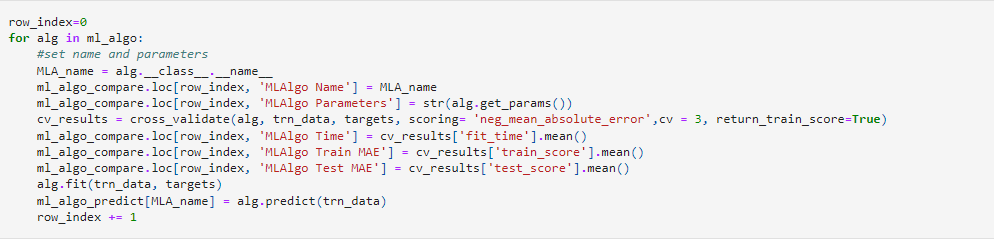 row_index=0
for alg in ml_algo:
    #set name and parameters
    MLA_name = alg.__class__.__name__
    ml_algo_compare.loc[row_index, 'MLAlgo Name'] = MLA_name
    ml_algo_compare.loc[row_index, 'MLAlgo Parameters'] = str(alg.get_params())
    cv_results = cross_validate(alg, trn_data, targets, scoring= 'neg_mean_absolute_error',cv = 3, return_train_score=True)
    ml_algo_compare.loc[row_index, 'MLAlgo Time'] = cv_results['fit_time'].mean()
    ml_algo_compare.loc[row_index, 'MLAlgo Train MAE'] = cv_results['train_score'].mean()
    ml_algo_compare.loc[row_index, 'MLAlgo Test MAE'] = cv_results['test_score'].mean()
    alg.fit(trn_data, targets)
    ml_algo_predict[MLA_name] = alg.predict(trn_data)
    row_index += 1